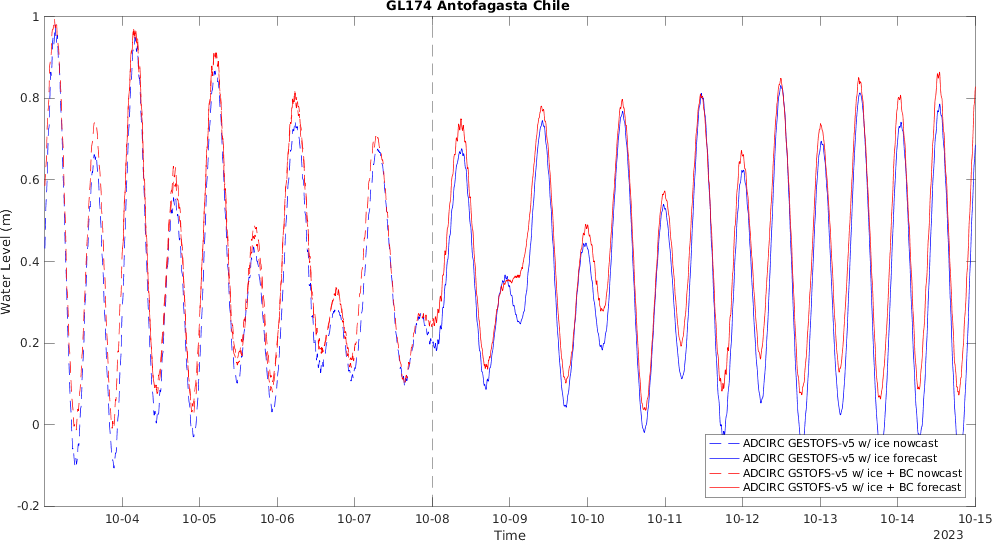 GL174 Antofagasta Chile
Water Level (m)
1
0.8
0.6
0.4
0.2
0
-0.2
10-04 10-05 10-06 10-07 10-08 10-09 10-10 10-11 10-12 10-13 10-14 10-15
Time
2023
ADCIRC GESTOFS-v5 w/ ice nowcast
ADCIRC GESTOFS-v5 w/ ice forecast
ADCIRC GSTOFS-v5 w/ ice + BC nowcast
ADCIRC GSTOFS-v5 w/ ice + BC forecast